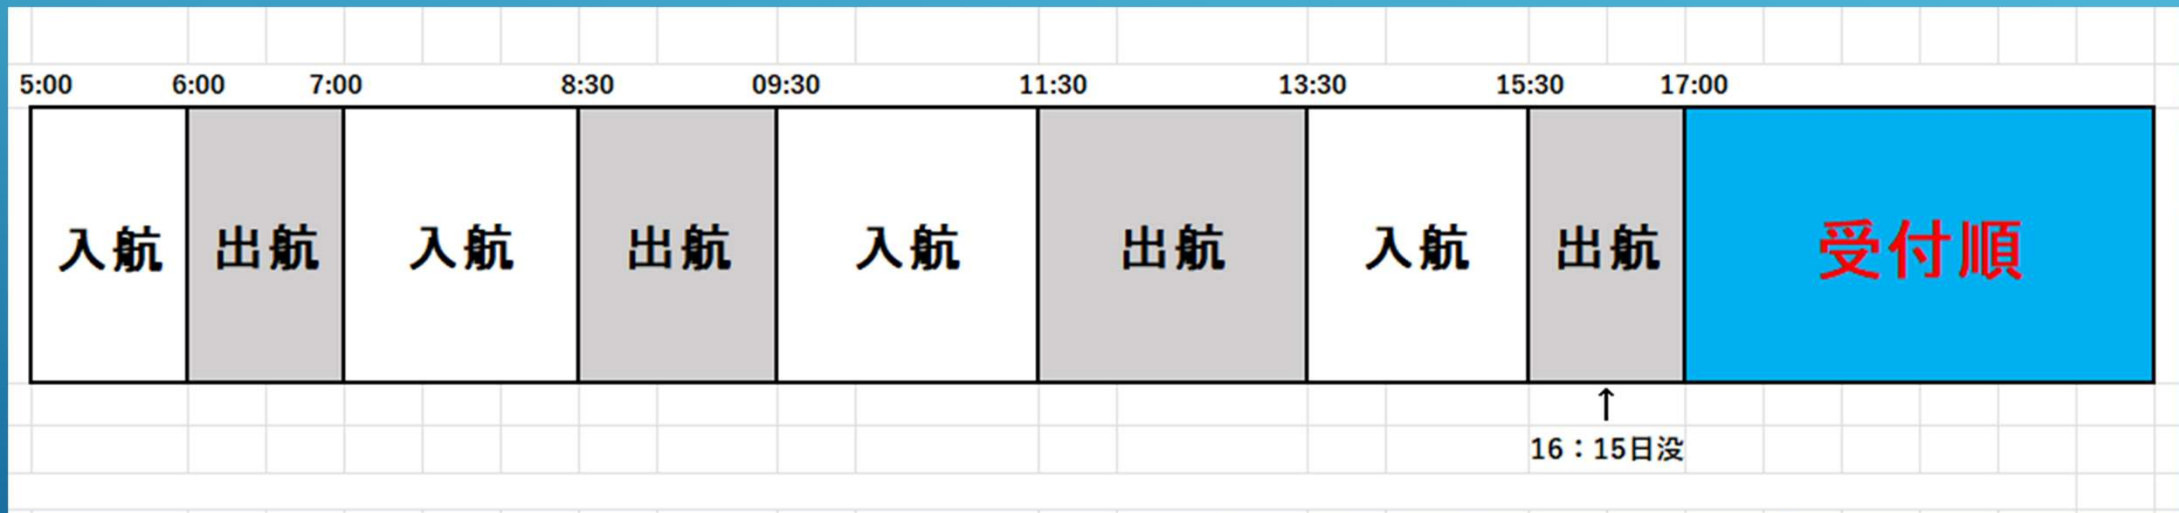 5:00 6:00 7:00 8:30 09:30 11:30 13:30 15:30 17:00
入航 出航 入航 出航 入航 出航 入航 出航 受付順
↑
16：15日没